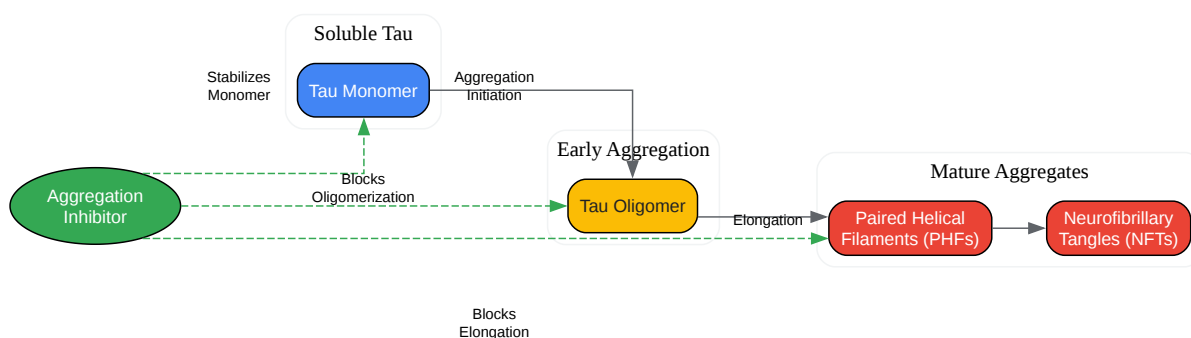 Soluble Tau
Stabilizes
Monomer
Tau Monomer
Aggregation
Initiation
Early Aggregation
Mature Aggregates
Aggregation
Inhibitor
Blocks
Oligomerization
Tau Oligomer
Elongation
Paired Helical
Filaments (PHFs)
Neurofibrillary
Tangles (NFTs)
Blocks
Elongation